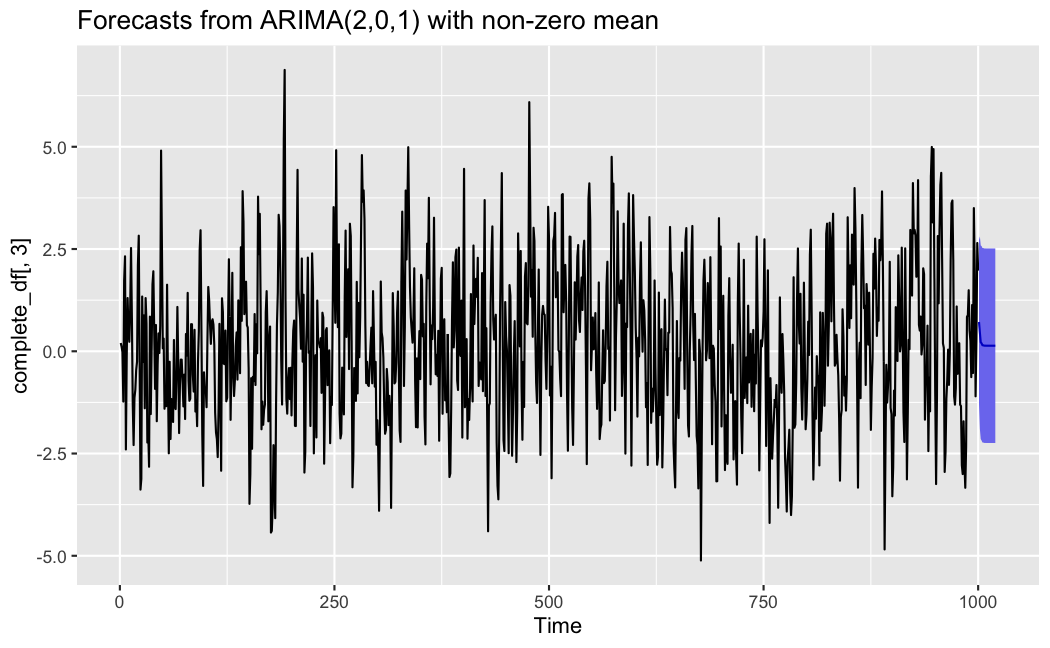 Forecasts from ARIMA(2,0,1) with non-zero mean
complete_df[, 3]
5.0
2.5
0.0
-2.5
-5.0
0 250 500 750 1000
Time